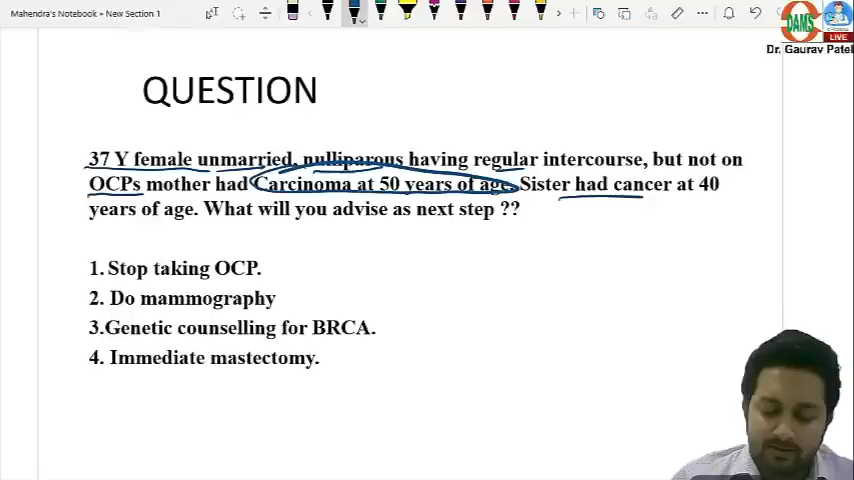 Mahendra's Notebook » New Section 1
DAMS
LIVE
Dr. Gaurav Patel
QUESTION
37 Y female unmarried, nulliparous having regular intercourse, but not on
OCPs mother had Carcinoma at 50 years of age. Sister had cancer at 40
years of age. What will you advise as next step ??
1. Stop taking OCP.
2. Do mammography
3.Genetic counselling for BRCA.
4. Immediate mastectomy.